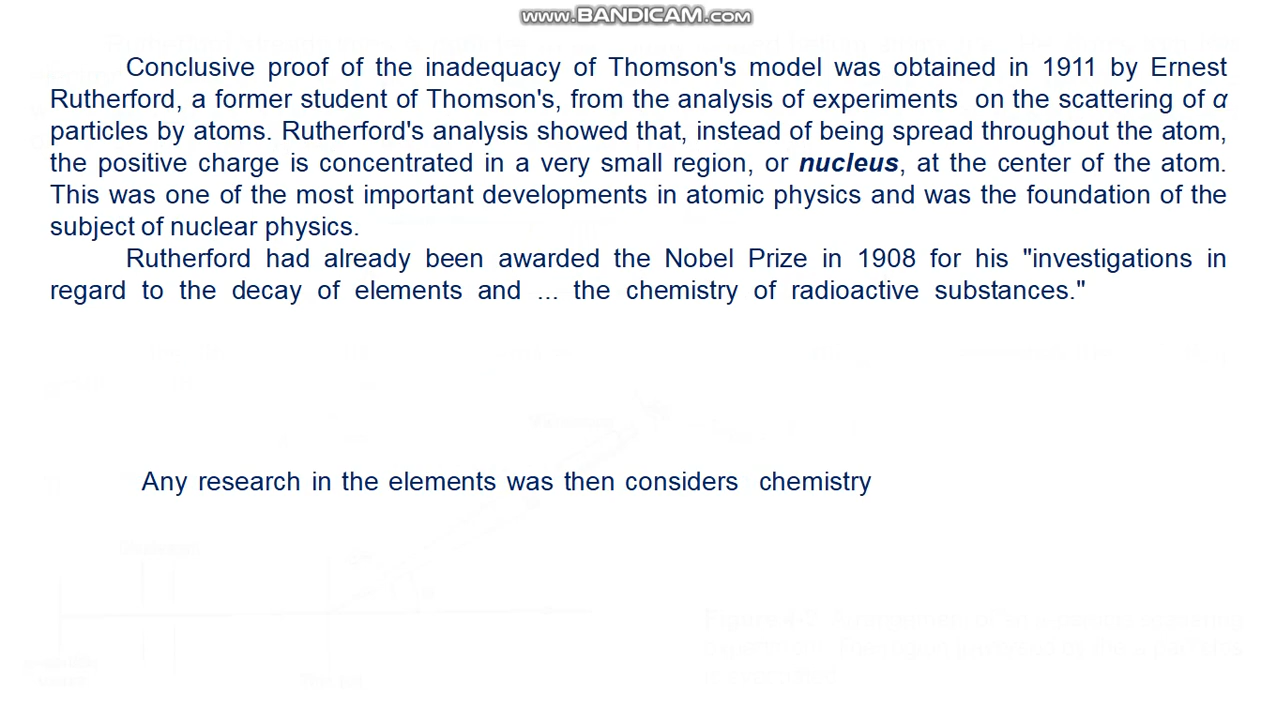 www.BANDICAM.com
Conclusive proof of the inadequacy of Thomson's model was obtained in 1911 by Ernest
Rutherford, a former student of Thomson's, from the analysis of experiments on the scattering of α
particles by atoms. Rutherford's analysis showed that, instead of being spread throughout the atom,
the positive charge is concentrated in a very small region, or nucleus, at the center of the atom.
This was one of the most important developments in atomic physics and was the foundation of the
subject of nuclear physics.
Rutherford had already been awarded the Nobel Prize in 1908 for his "investigations in
regard to the decay of elements and ... the chemistry of radioactive substances."
Any research in the elements was then considers chemistry